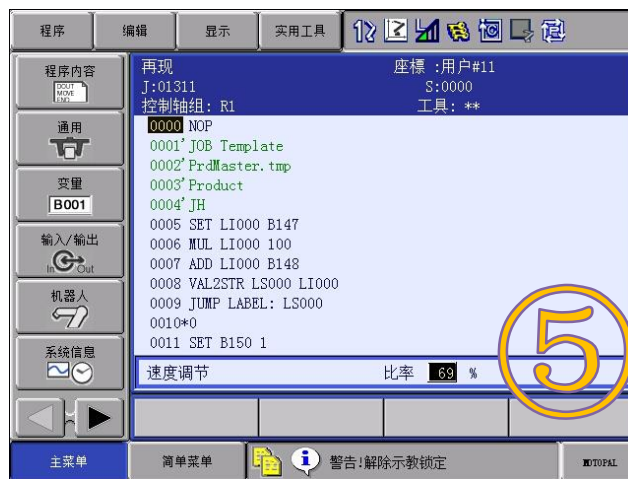 程序 编辑 显示 实用工具
程序内容
DOUT
MOVE
END
通用
变量
B001
输入/输出
In Out
机器人
系统信息
再现 座標 :用户#11
J:01311 S:0000
控制轴组: R1 工具: **
0000 NOP
0001'JOB Template
0002'PrdMaster.tmp
0003'Product
0004'JH
0005 SET LI000 B147
0006 MUL LI000 100
0007 ADD LI000 B148
0008 VAL2STR LS000 LI000
0009 JUMP LABEL: LS000
0010*0
0011 SET B150 1
⑤
速度调节 比率 69 %
主菜单 简单菜单 警告!解除示教锁定 MOTOPAL